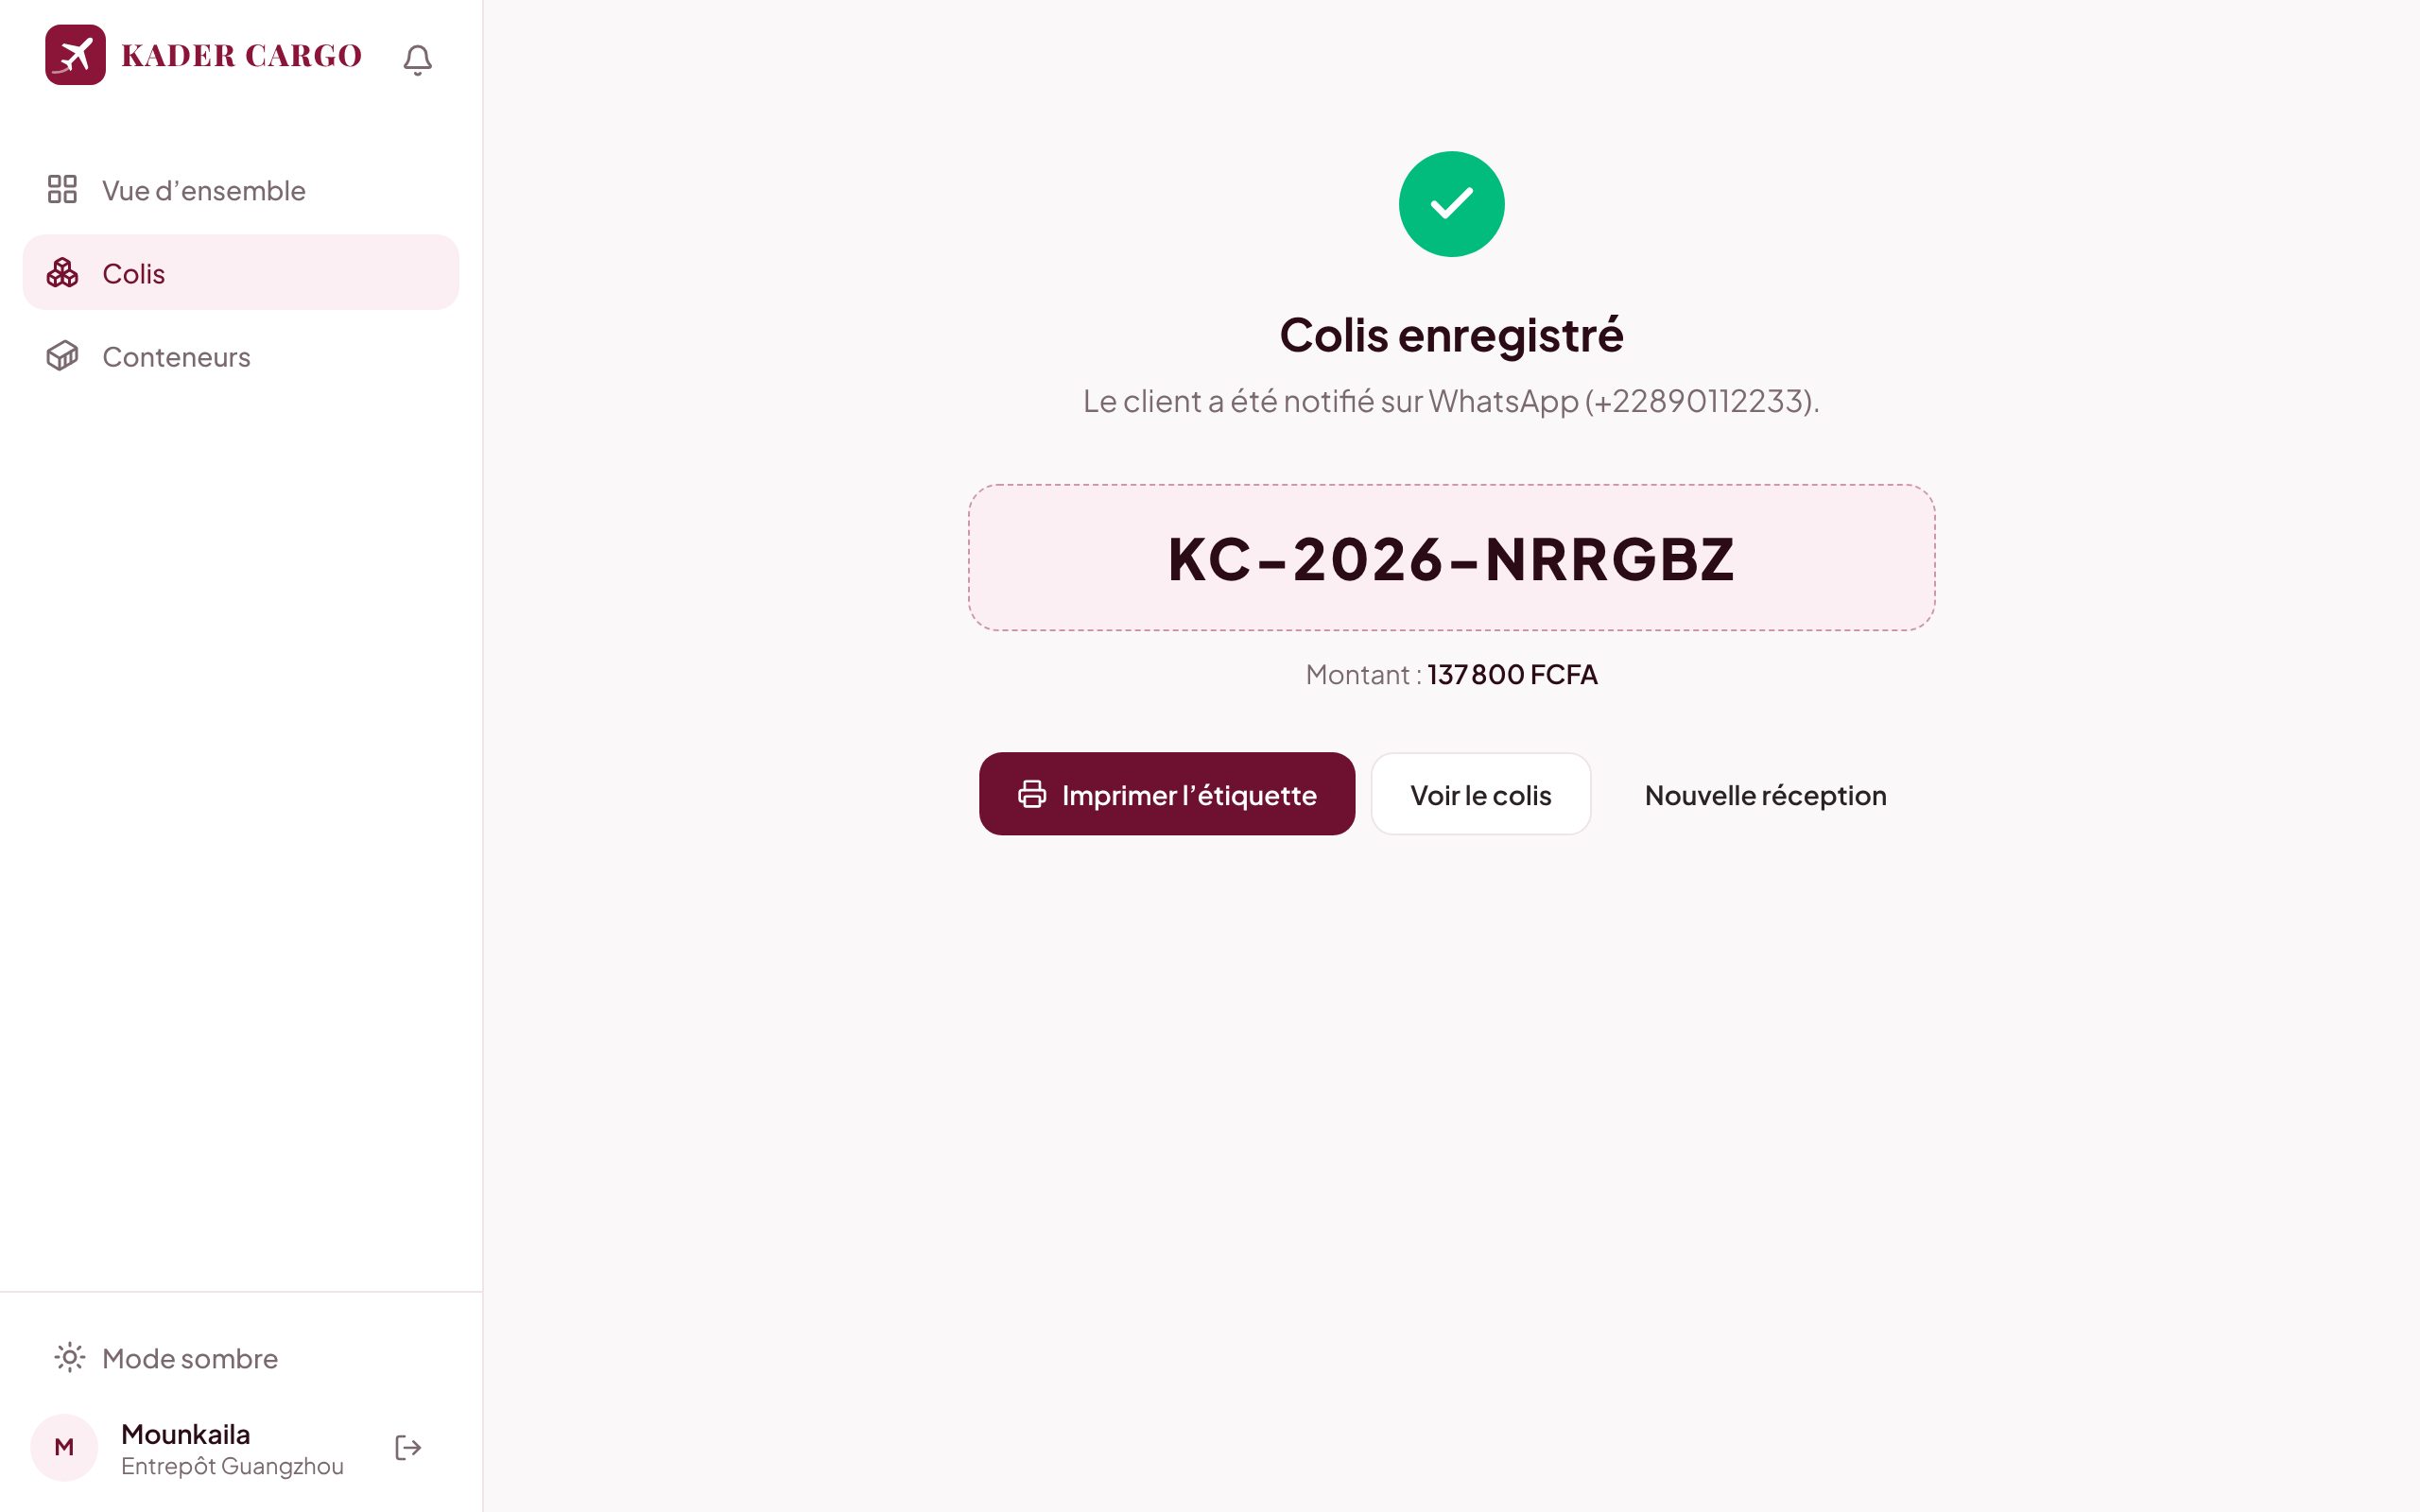 KADER CARGO
Vue d’ensemble
Colis
Conteneurs
Mode sombre
M
Mounkaila
Entrepôt Guangzhou
Colis enregistré
Le client a été notifié sur WhatsApp (+22890112233).
KC-2026-NRRGBZ
Montant : 137 800 FCFA
Imprimer l’étiquette
Voir le colis
Nouvelle réception